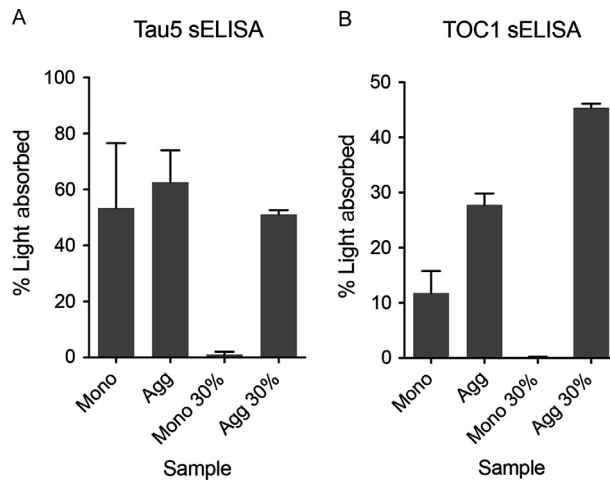 A
Tau5 sELISA
% Light absorbed
100
80
60
40
20
0
Mono
Agg
Mono 30%
Agg 30%
Sample
B
TOC1 sELISA
% Light absorbed
50
40
30
20
10
0
Mono
Agg
Mono 30%
Agg 30%
Sample